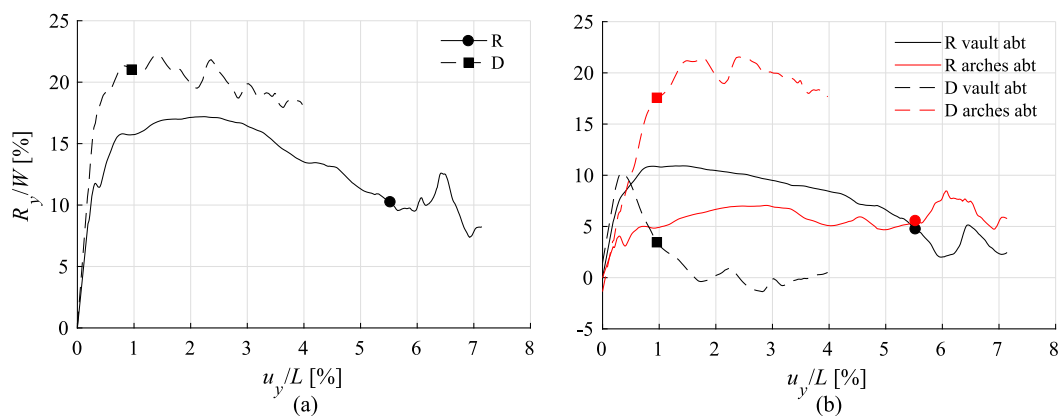 25
20
15
10
5
0
0 1 2 3 4 5 6 7 8
R_y/W [%]
u_y/L [%]
R
D
(a)
25
20
15
10
5
0
-5
0 1 2 3 4 5 6 7 8
u_y/L [%]
R vault abt
R arches abt
D vault abt
D arches abt
(b)